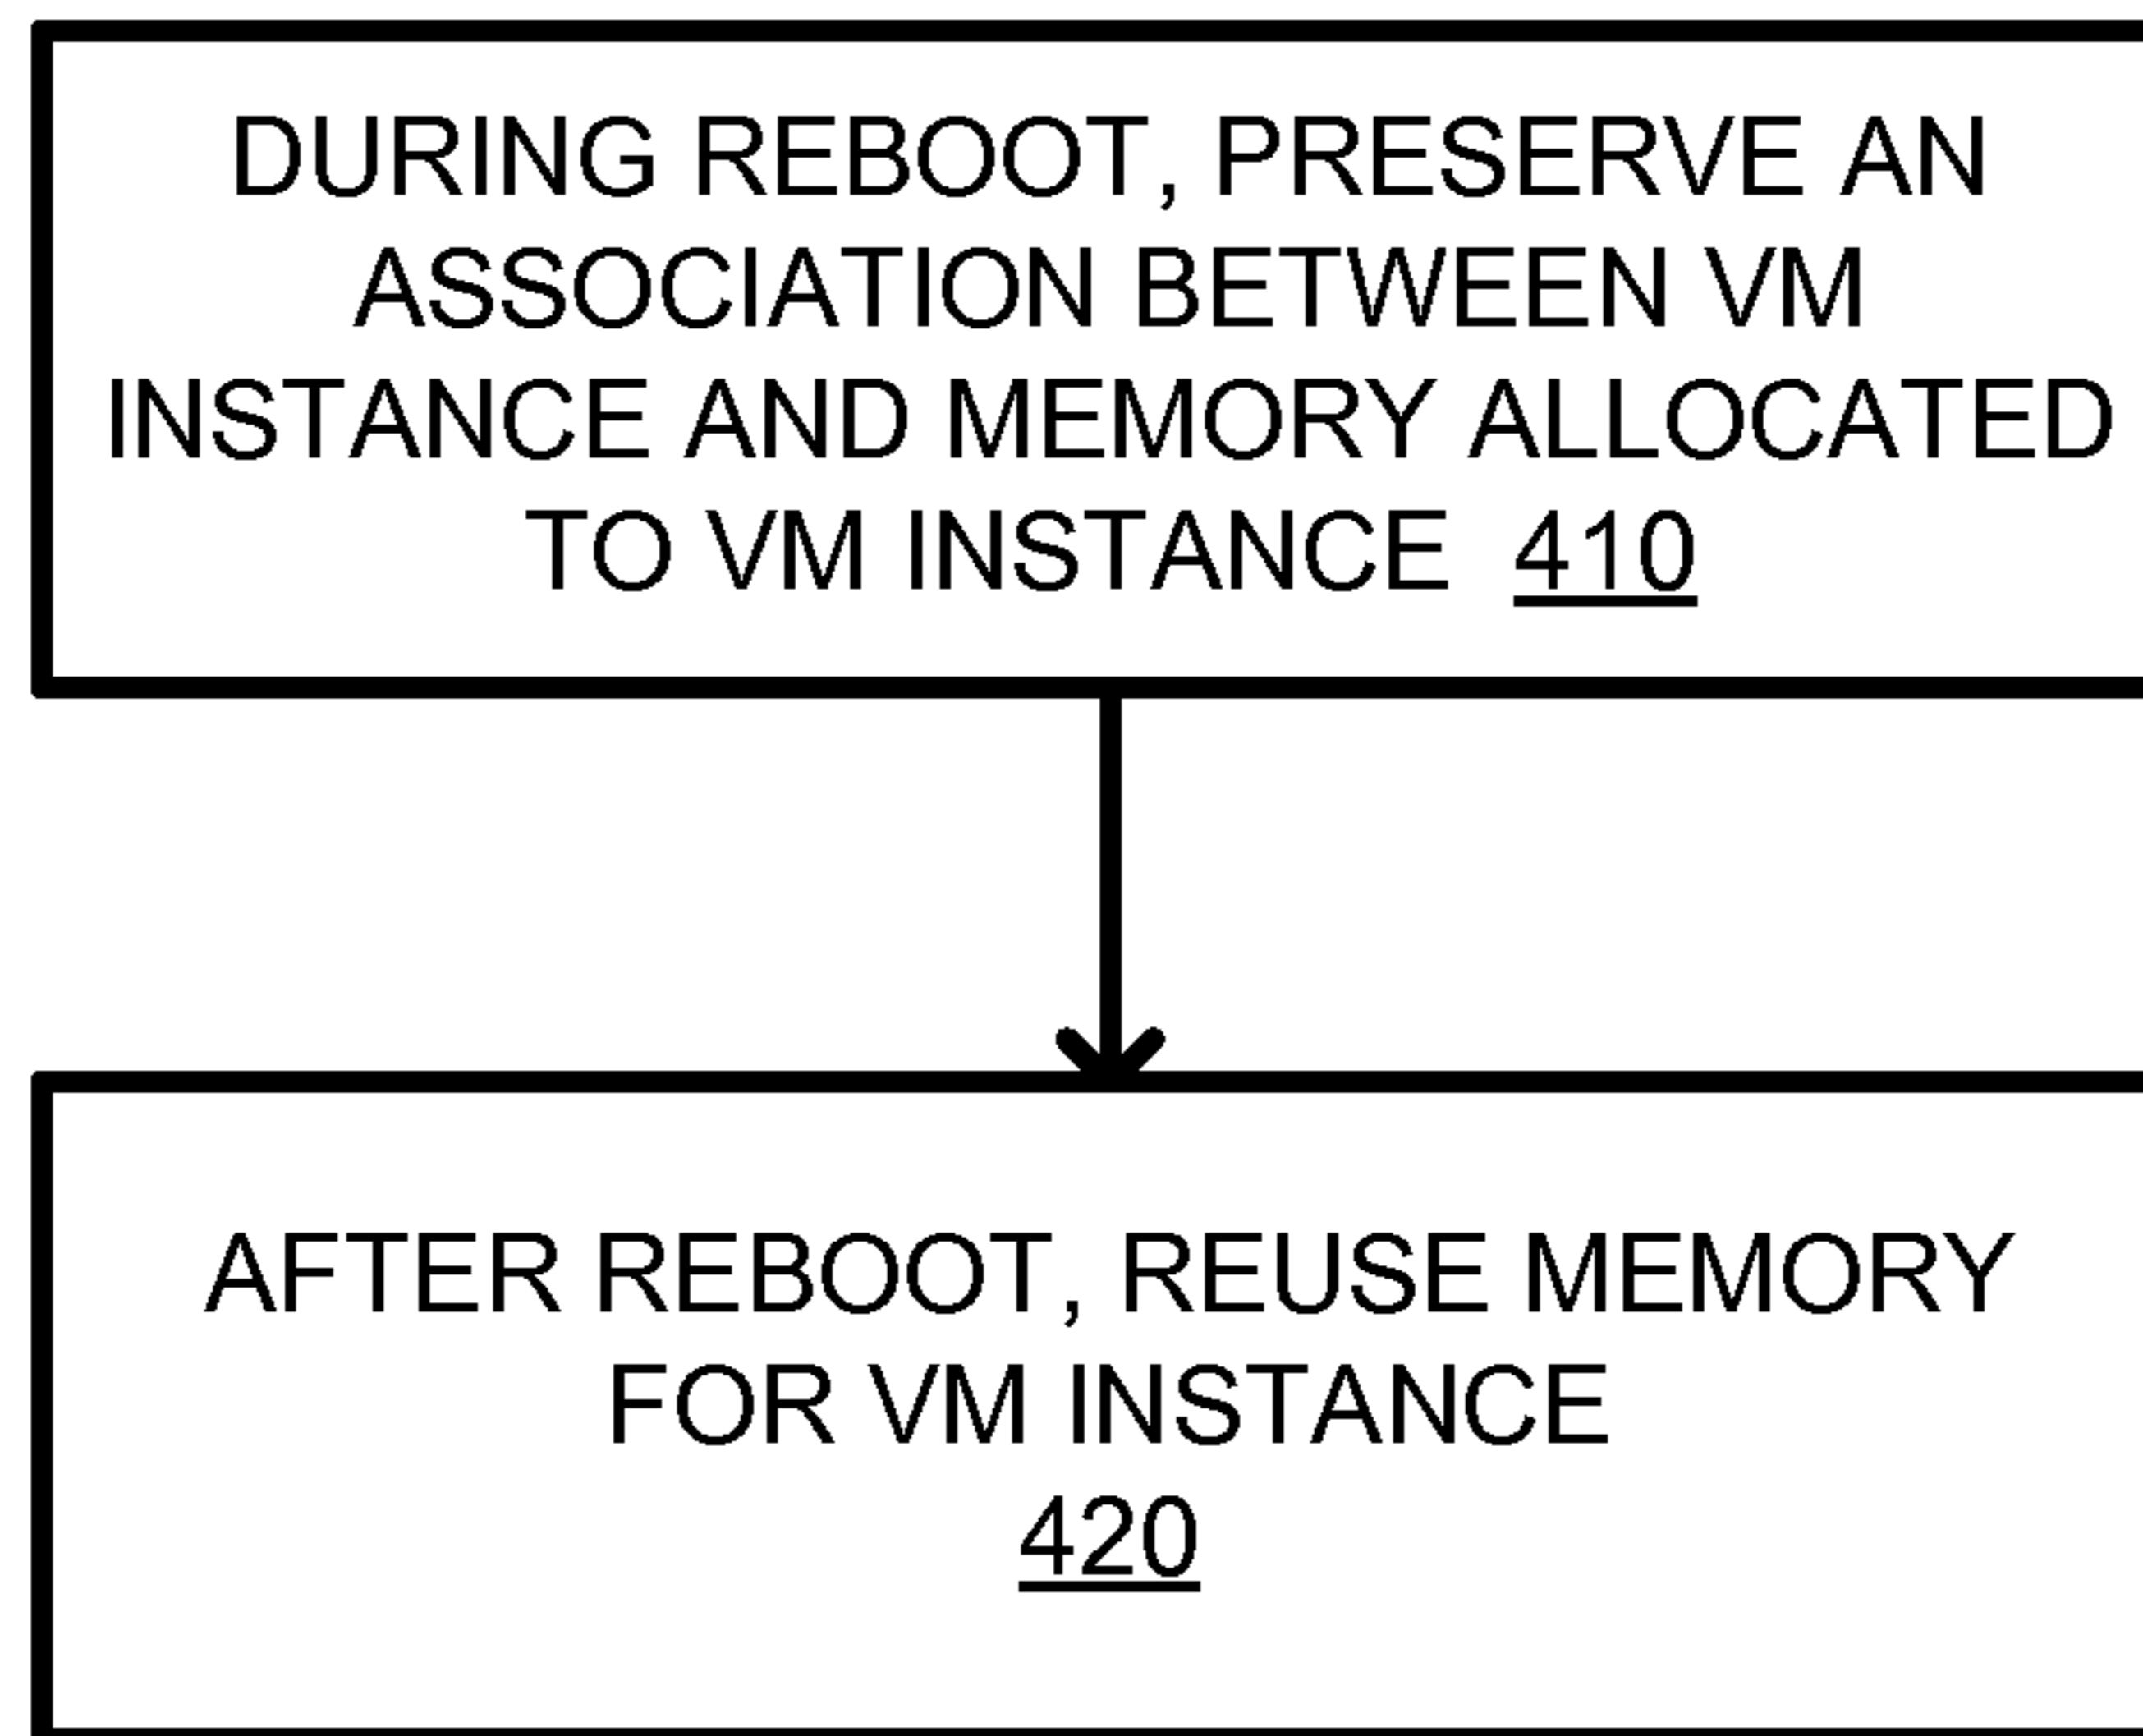 DURING REBOOT, PRESERVE AN
ASSOCIATION BETWEEN VM
INSTANCE AND MEMORY ALLOCATED
TO VM INSTANCE 410
AFTER REBOOT, REUSE MEMORY
FOR VM INSTANCE
420